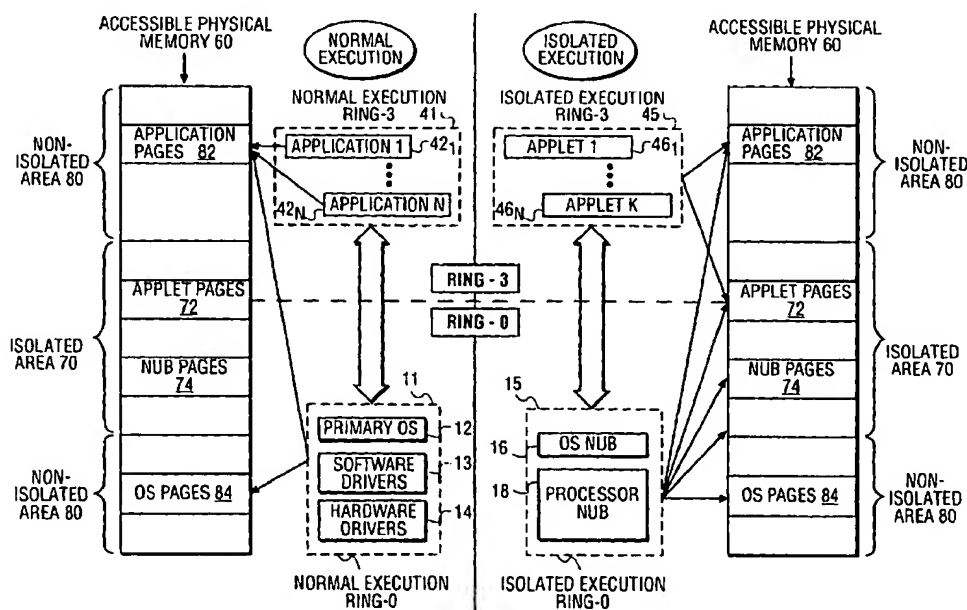 ACCESSIBLE PHYSICAL
MEMORY 60
NORMAL
EXECUTION
ISOLATED
EXECUTION
ACCESSIBLE PHYSICAL
MEMORY 60
NON-
ISOLATED
AREA 80
APPLICATION
PAGES 82
APPLET PAGES
72
ISOLATED
AREA 70
NUB PAGES
74
NON-
ISOLATED
AREA 80
OS PAGES 84
NORMAL EXECUTION
RING-3 41
APPLICATION 1
42 1
42 N
APPLICATION N
ISOLATED EXECUTION
RING-3 45
APPLET 1
46 1
46 N
APPLET K
RING - 3
RING - 0
11
PRIMARY OS
12
SOFTWARE
DRIVERS
13
HARDWARE
DRIVERS
14
NORMAL EXECUTION
RING-0
15
16
OS NUB
18
PROCESSOR
NUB
ISOLATED EXECUTION
RING-0
APPLICATION
PAGES 82
NON-
ISOLATED
AREA 80
APPLET PAGES
72
NUB PAGES
74
ISOLATED
AREA 70
OS PAGES 84
NON-
ISOLATED
AREA 80